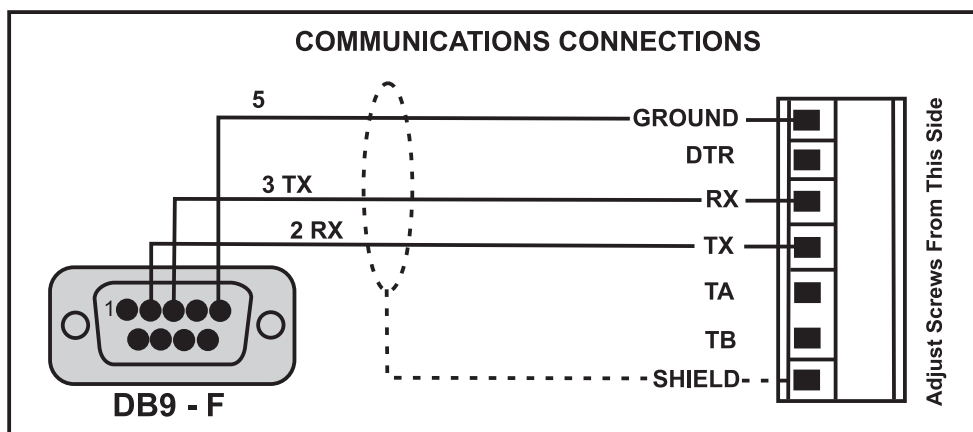 COMMUNICATIONS CONNECTIONS
5
GROUND
DTR
3 TX
RX
2 RX
TX
1
TA
TB
SHIELD
DB9 - F
Adjust Screws From This Side